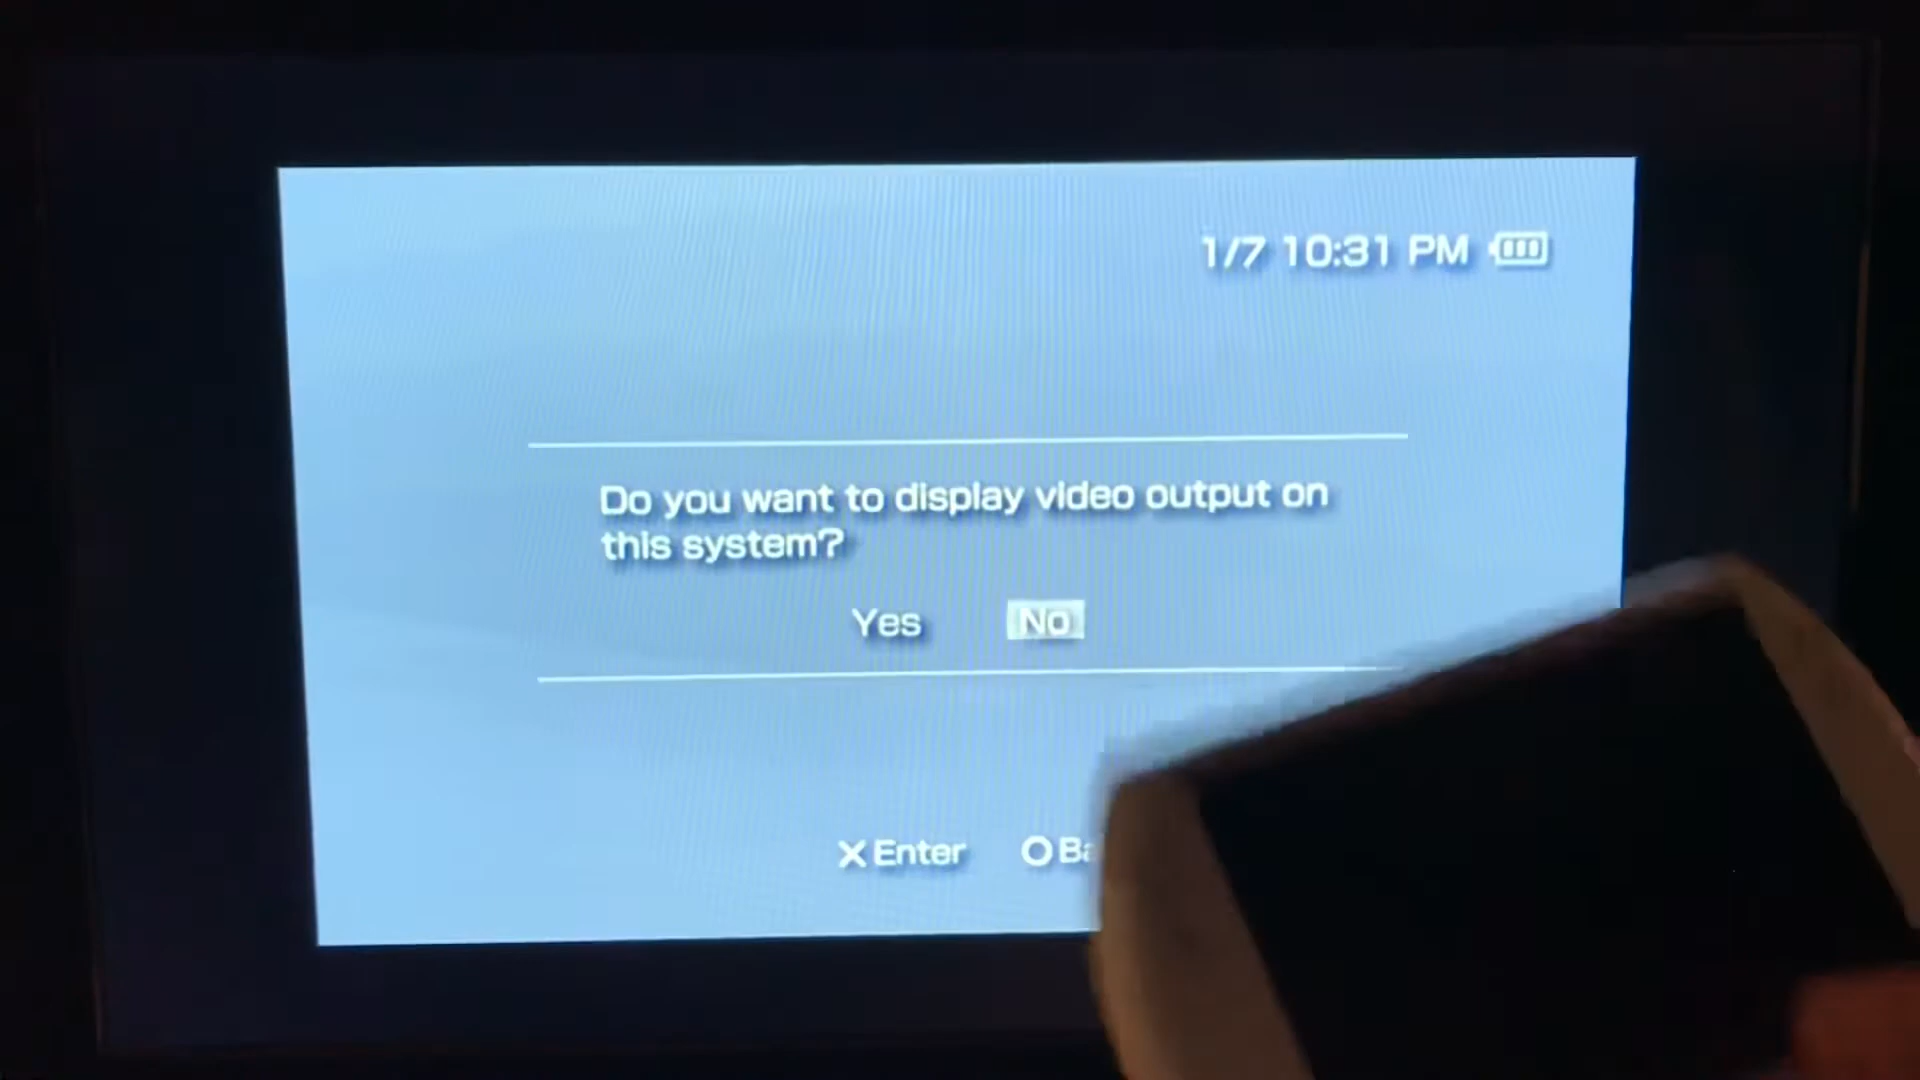 1/7 10:31 PM
Do you want to display video output on
this system?
Yes No
Enter